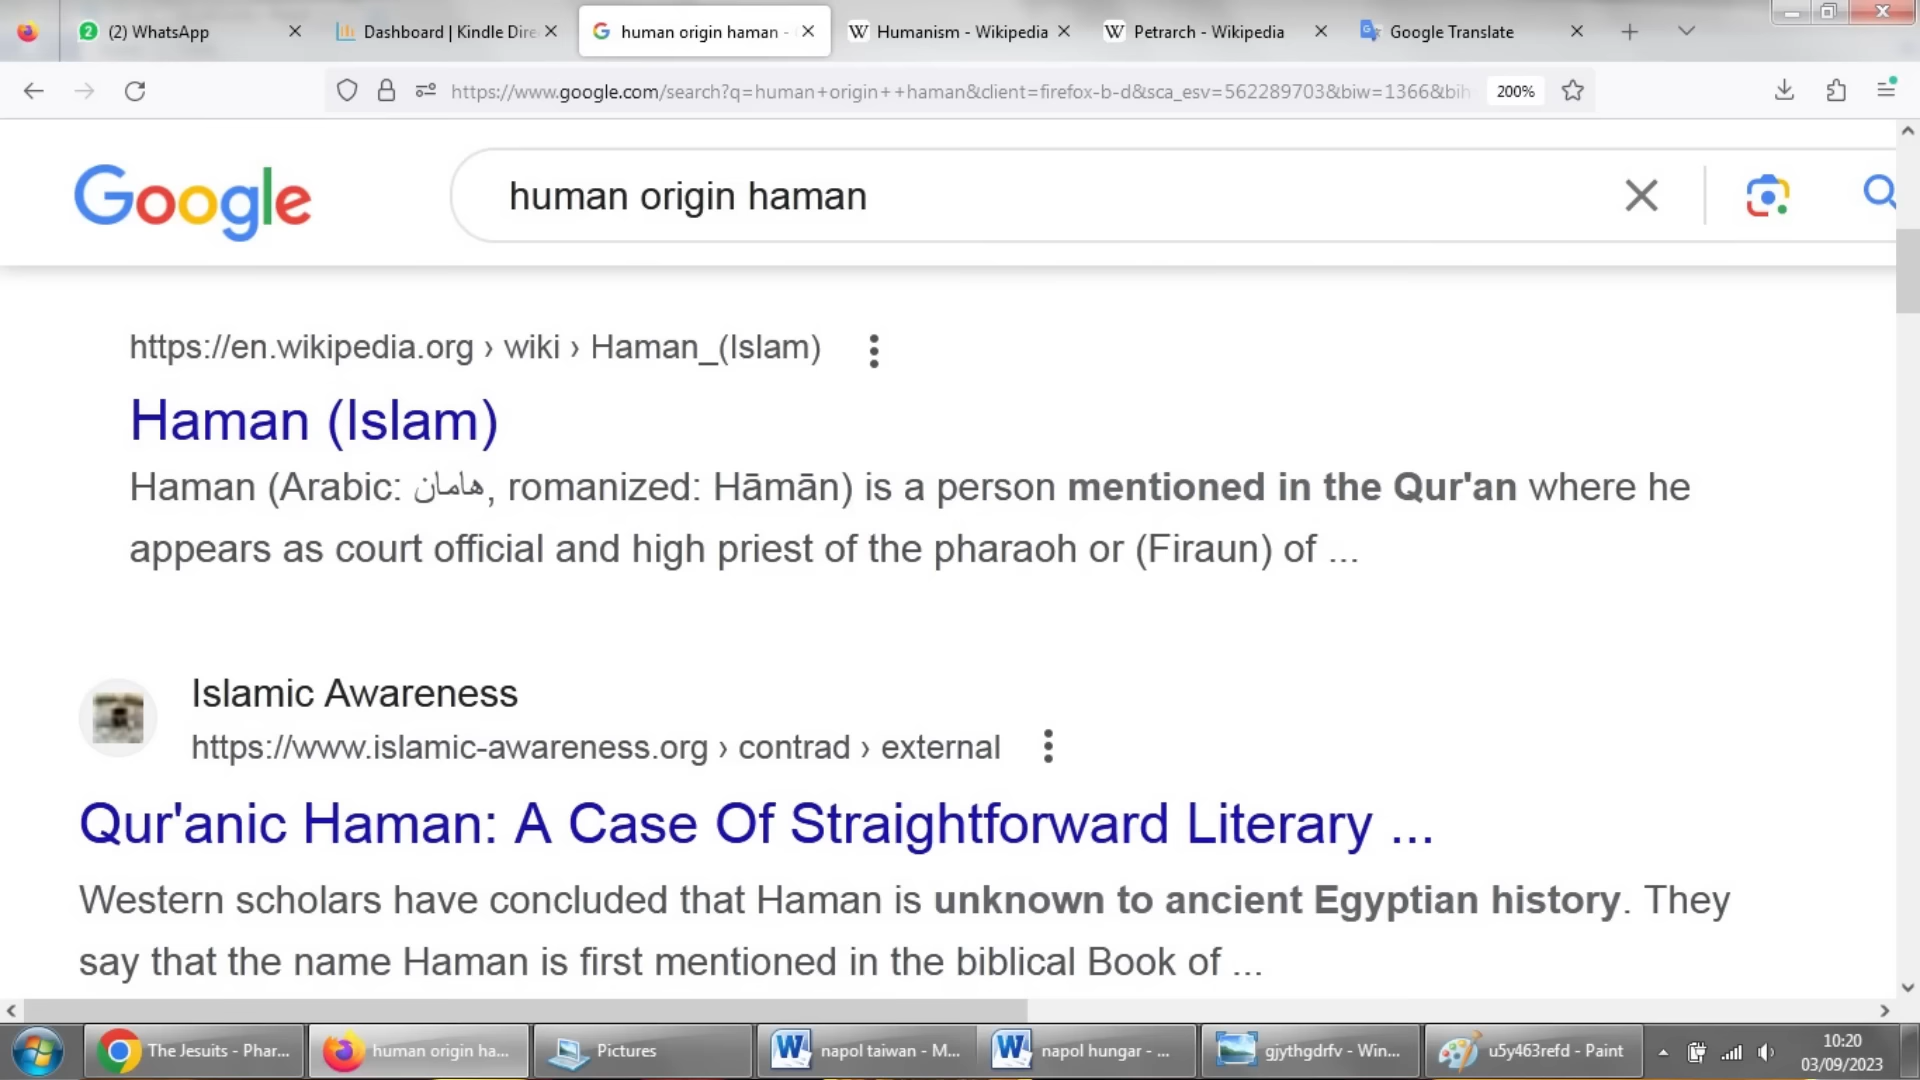 (2) WhatsApp
Dashboard | Kindle Dire
human origin haman -
Humanism - Wikipedia
Petrarch - Wikipedia
Google Translate
https://www.google.com/search?q=human+origin++haman&client=firefox-b-d&sca_esv=562289703&biw=1366&bih
200%
Google
human origin haman
https://en.wikipedia.org › wiki › Haman_(Islam)
Haman (Islam)
Haman (Arabic: هامان, romanized: Hāmān) is a person mentioned in the Qur'an where he
appears as court official and high priest of the pharaoh or (Firaun) of ...
Islamic Awareness
https://www.islamic-awareness.org › contrad › external
Qur'anic Haman: A Case Of Straightforward Literary ...
Western scholars have concluded that Haman is unknown to ancient Egyptian history. They
say that the name Haman is first mentioned in the biblical Book of ...
The Jesuits - Phar...
human origin ha...
Pictures
napol taiwan - M...
napol hungar - ...
gjythgdrfv - Win...
u5y463refd - Paint
10:20
03/09/2023